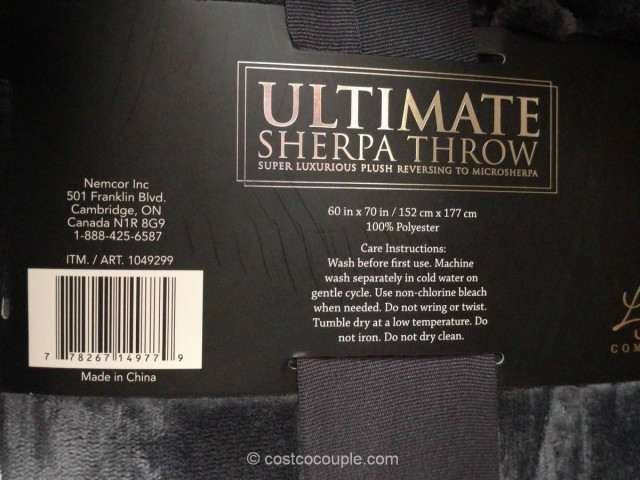 ULTIMATE
SHERPA THROW
SUPER LUXURIOUS PLUSH REVERSING TO MICROSHERPA
60 in x 70 in / 152 cm x 177 cm
100% Polyester
Care Instructions:
Wash before first use. Machine
wash separately in cold water on
gentle cycle. Use non-chlorine bleach
when needed. Do not wring or twist.
Tumble dry at a low temperature. Do
not iron. Do not dry clean.
Nemcor Inc
501 Franklin Blvd.
Cambridge, ON
Canada N1R 8G9
1-888-425-6587
ITM. / ART. 1049299
7 78267 14977 9
Made in China
© costcocouple.com